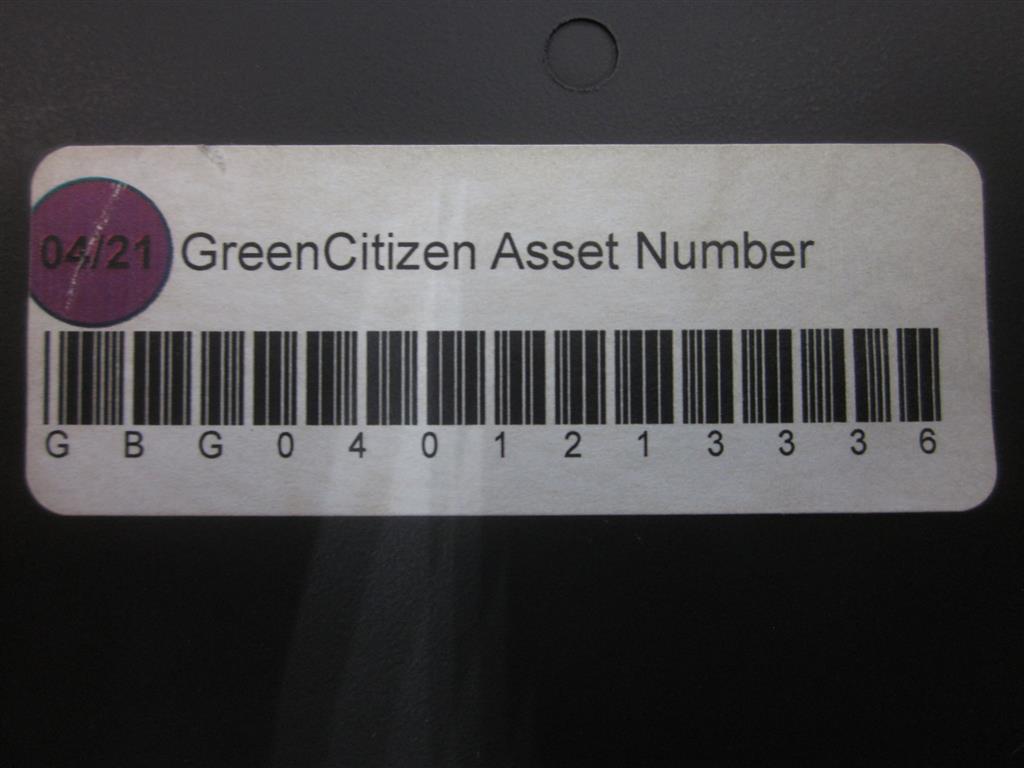 04/21 GreenCitizen Asset Number
G B G 0 4 0 1 2 1 3 3 3 6